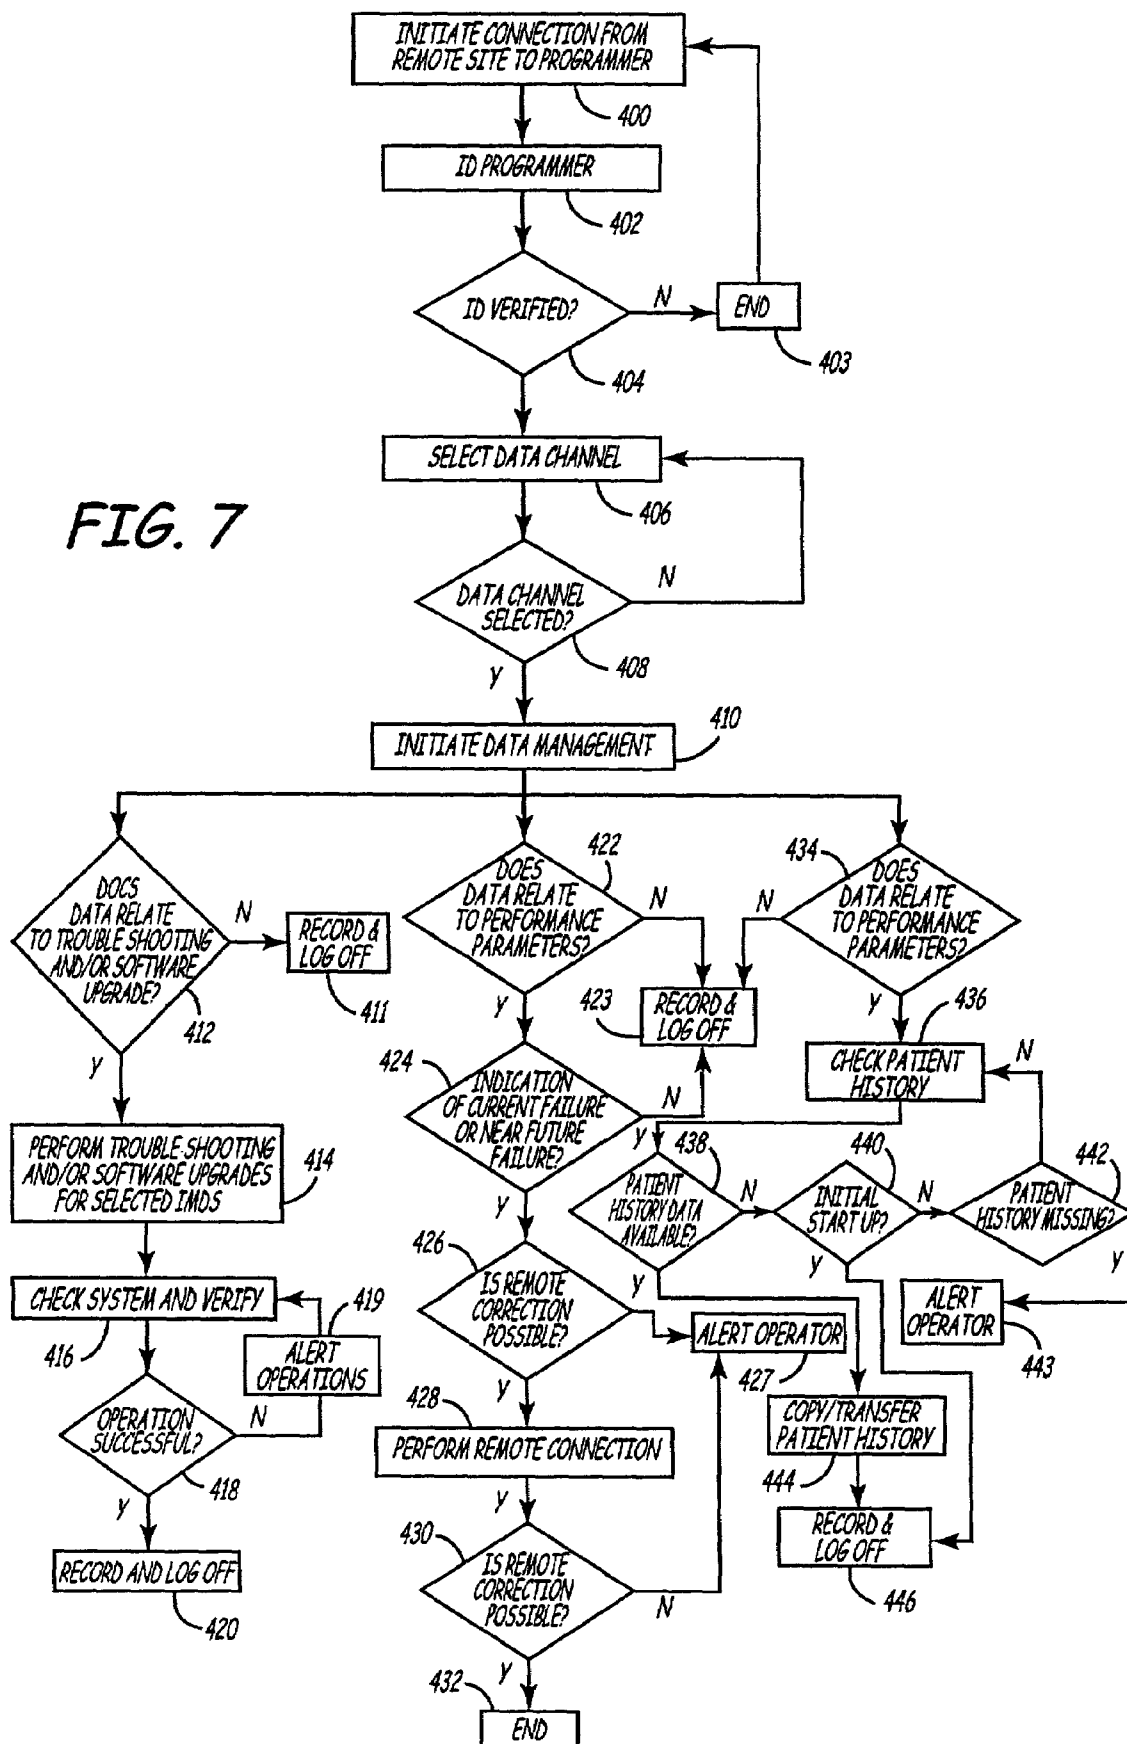 INITIATE CONNECTION FROM
REMOTE SITE TO PROGRAMMER
400
ID PROGRAMMER
402
ID VERIFIED?
N
END
403
404
SELECT DATA CHANNEL
406
FIG. 7
DATA CHANNEL
SELECTED?
N
408
Y
INITIATE DATA MANAGEMENT
410
DOCS
DATA RELATE
TO TROUBLE SHOOTING
AND/OR SOFTWARE
UPGRADE?
412
N
RECORD &
LOG OFF
411
Y
PERFORM TROUBLE-SHOOTING
AND/OR SOFTWARE UPGRADES
FOR SELECTED IMDS
414
CHECK SYSTEM AND VERIFY
416
419
ALERT
OPERATIONS
OPERATION
SUCCESSFUL?
N
418
Y
RECORD AND LOG OFF
420
422
DOES
DATA RELATE
TO PERFORMANCE
PARAMETERS?
N
Y
423
RECORD &
LOG OFF
424
INDICATION
OF CURRENT FAILURE
OR NEAR FUTURE
FAILURE?
N
Y
426
IS REMOTE
CORRECTION
POSSIBLE?
ALERT OPERATOR
427
Y
428
PERFORM REMOTE CONNECTION
Y
430
IS REMOTE
CORRECTION
POSSIBLE?
N
Y
432
END
434
DOES
DATA RELATE
TO PERFORMANCE
PARAMETERS?
N
Y
436
CHECK PATIENT
HISTORY
N
Y
438
PATIENT
HISTORY DATA
AVAILABLE?
N
Y
440
INITIAL
START UP?
N
Y
442
PATIENT
HISTORY MISSING?
Y
ALERT
OPERATOR
443
COPY/TRANSFER
PATIENT HISTORY
444
RECORD &
LOG OFF
446